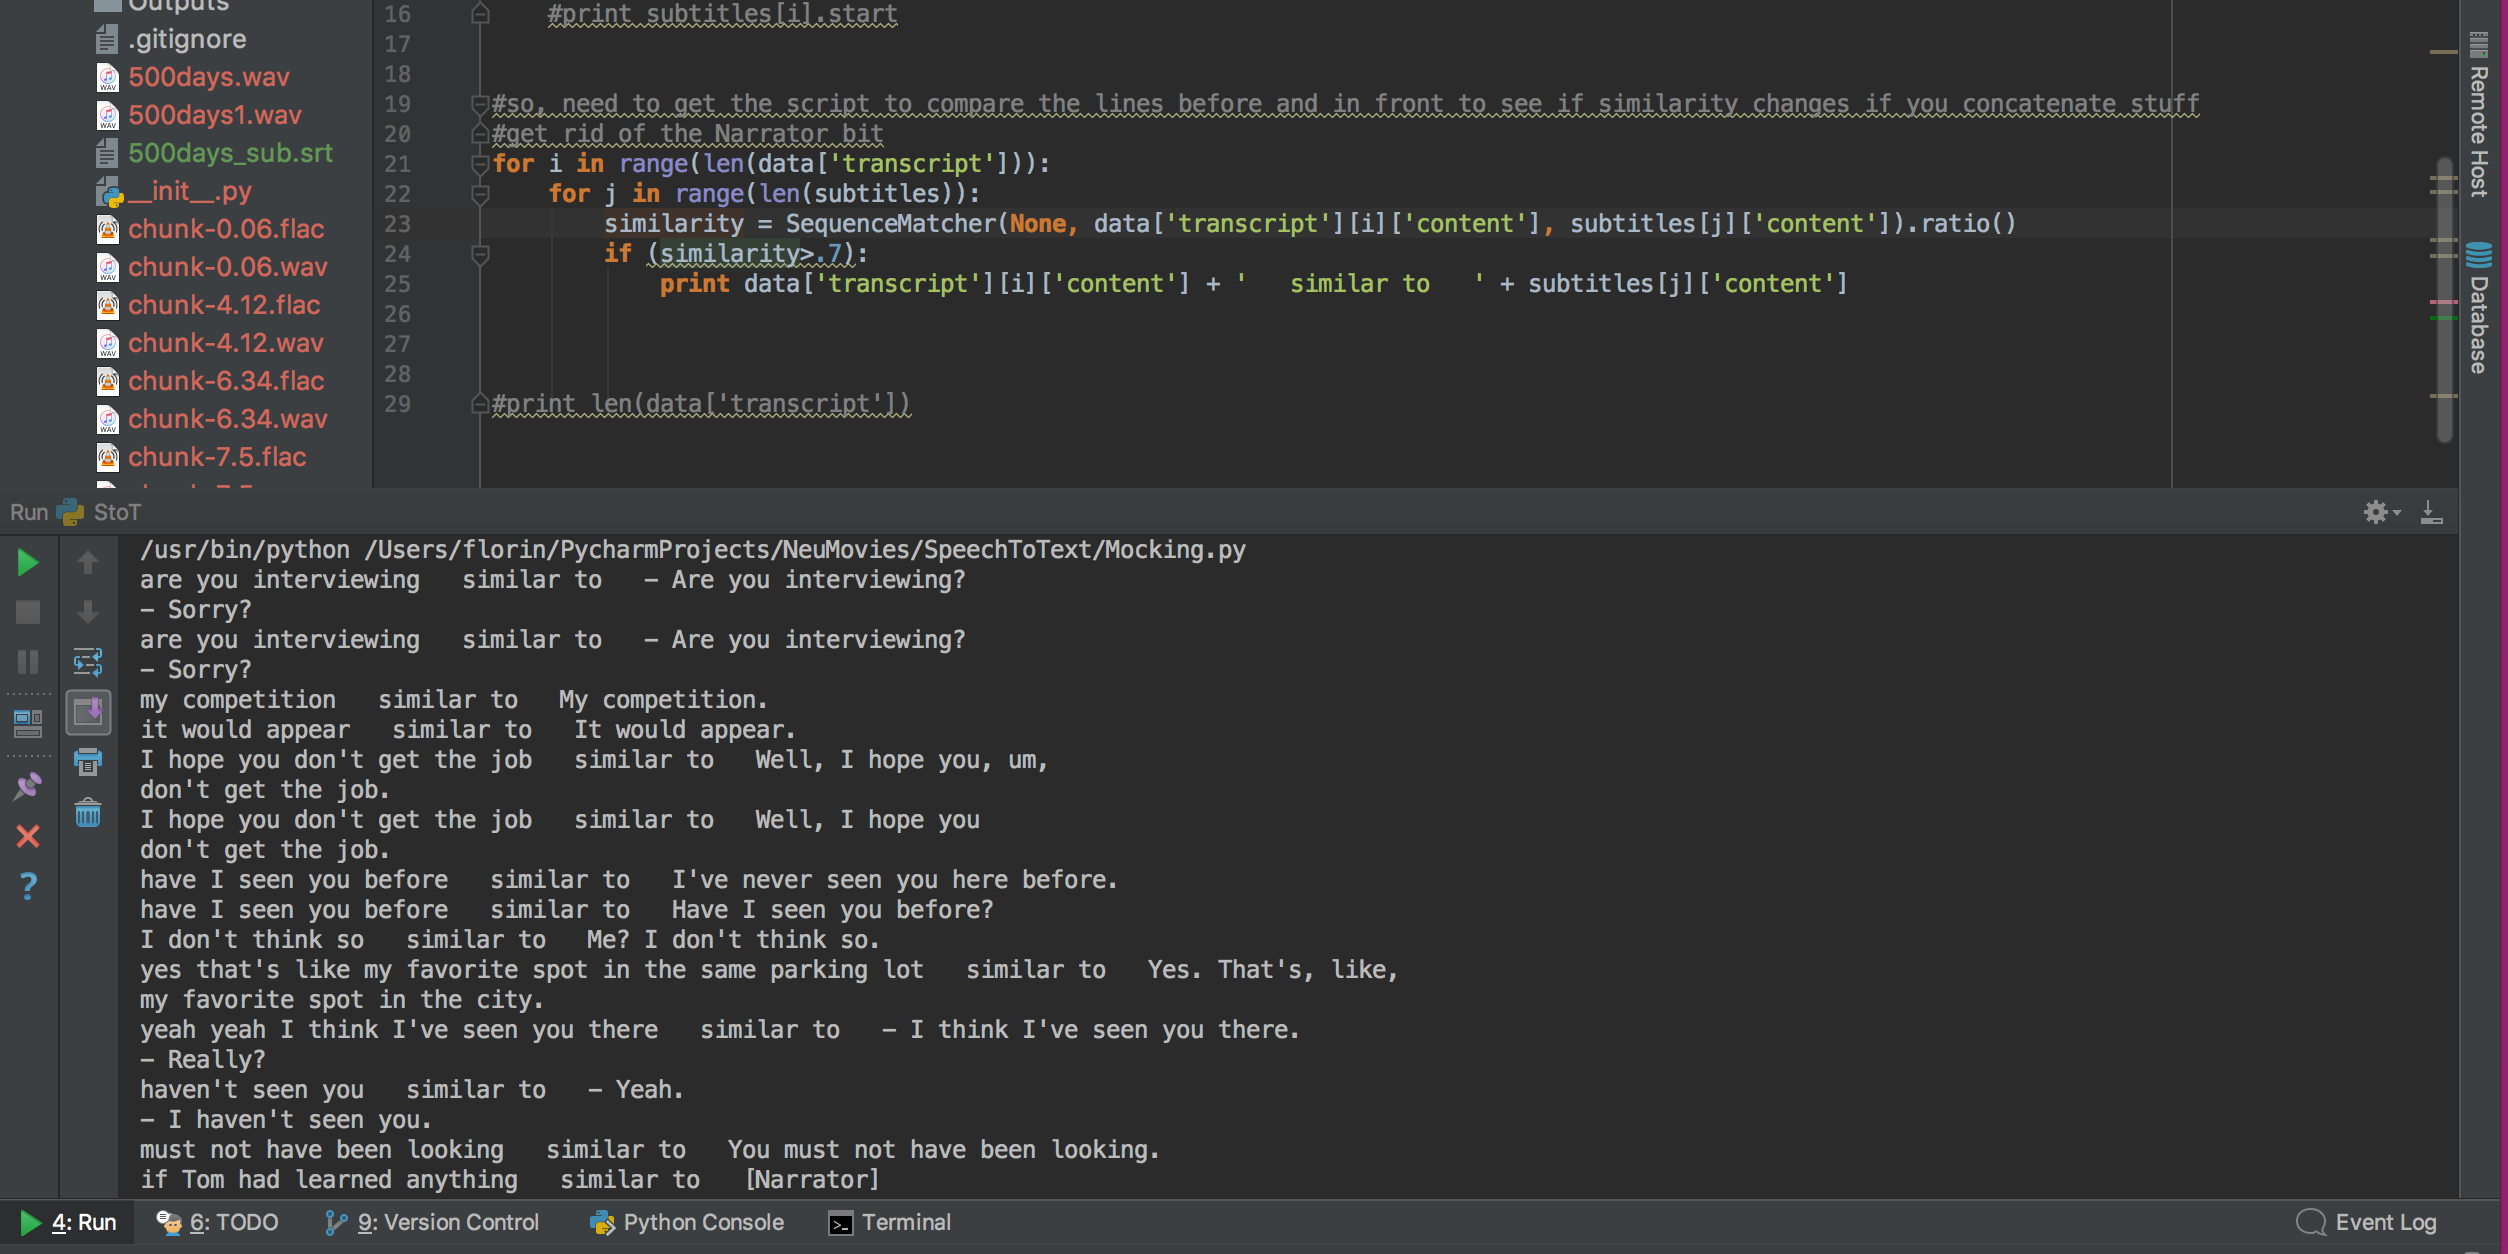 Outputs
.gitignore
500days.wav
500days1.wav
500days_sub.srt
__init__.py
chunk-0.06.flac
chunk-0.06.wav
chunk-4.12.flac
chunk-4.12.wav
chunk-6.34.flac
chunk-6.34.wav
chunk-7.5.flac
16 #print subtitles[i].start
17
18
19 #so, need to get the script to compare the lines before and in front to see if similarity changes if you concatenate stuff
20 #get rid of the Narrator bit
21 for i in range(len(data['transcript'])):
22 for j in range(len(subtitles)):
23 similarity = SequenceMatcher(None, data['transcript'][i]['content'], subtitles[j]['content']).ratio()
24 if (similarity>.7):
25 print data['transcript'][i]['content'] + '   similar to   ' + subtitles[j]['content']
26
27
28
29 #print len(data['transcript'])
Remote Host
Database
Run StoT
/usr/bin/python /Users/florin/PycharmProjects/NeuMovies/SpeechToText/Mocking.py
are you interviewing   similar to   - Are you interviewing?
- Sorry?
are you interviewing   similar to   - Are you interviewing?
- Sorry?
my competition   similar to   My competition.
it would appear   similar to   It would appear.
I hope you don't get the job   similar to   Well, I hope you, um,
don't get the job.
I hope you don't get the job   similar to   Well, I hope you
don't get the job.
have I seen you before   similar to   I've never seen you here before.
have I seen you before   similar to   Have I seen you before?
I don't think so   similar to   Me? I don't think so.
yes that's like my favorite spot in the same parking lot   similar to   Yes. That's, like,
my favorite spot in the city.
yeah yeah I think I've seen you there   similar to   - I think I've seen you there.
- Really?
haven't seen you   similar to   - Yeah.
- I haven't seen you.
must not have been looking   similar to   You must not have been looking.
if Tom had learned anything   similar to   [Narrator]
4: Run 6: TODO 9: Version Control Python Console Terminal Event Log